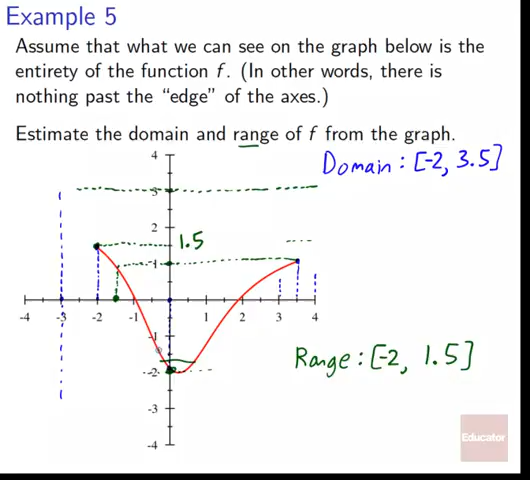 Example 5
Assume that what we can see on the graph below is the
entirety of the function f. (In other words, there is
nothing past the “edge” of the axes.)
Estimate the domain and range of f from the graph.
Domain : [-2, 3.5]
4
3
2
1.5
1
-4 -3 -2 -1 1 2 3 4
-1
-2
-3
-4
Range : [-2, 1.5]
Educator